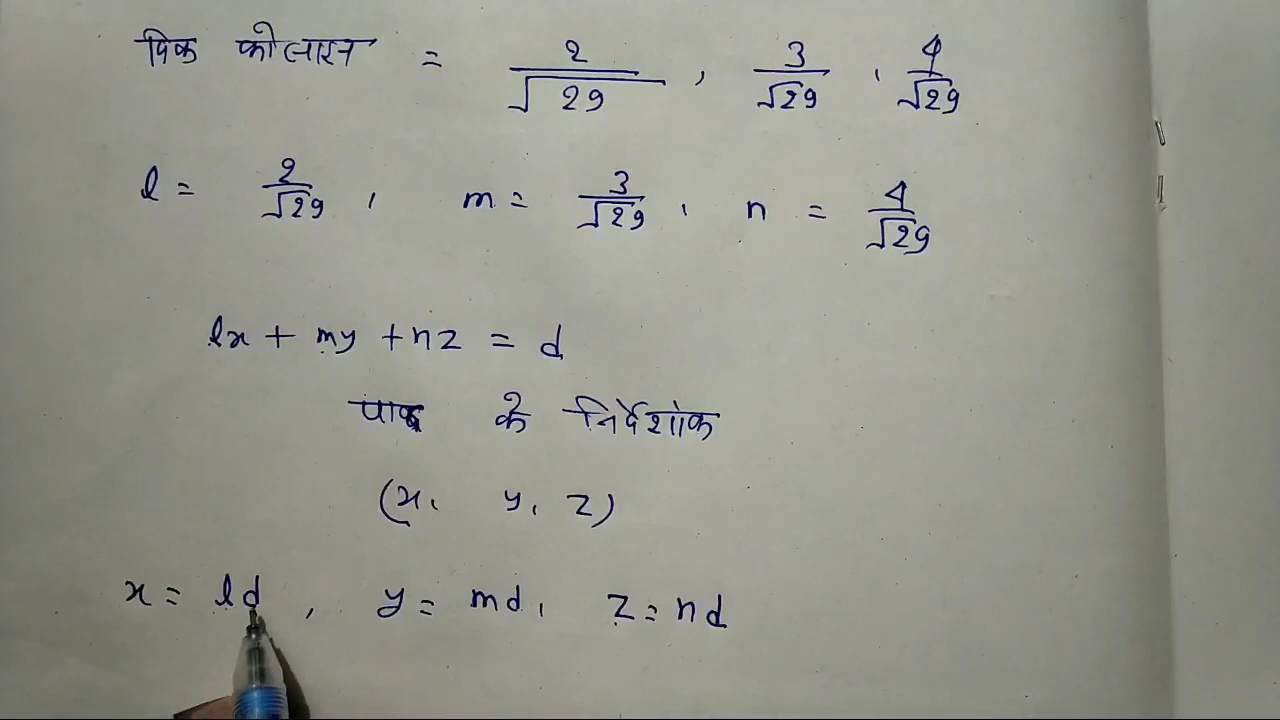 दिक कोसाइन = 2/√29 , 3/√29 , 4/√29
l = 2/√29 , m = 3/√29 , n = 4/√29
lx + my + nz = d
पाद के निर्देशांक
(x, y, z)
x = ld , y = md , z = nd